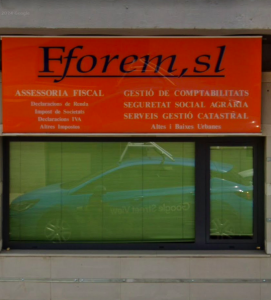 Fforem,sl
ASSESSORIA FISCAL
Declaracions de Renda
Impost de Societats
Declaracions IVA
Altres Impostos
GESTIÓ DE COMPTABILITATS
SEGURETAT SOCIAL AGRÀRIA
SERVEIS GESTIÓ CATASTRAL
Altes i Baixes Urbanes